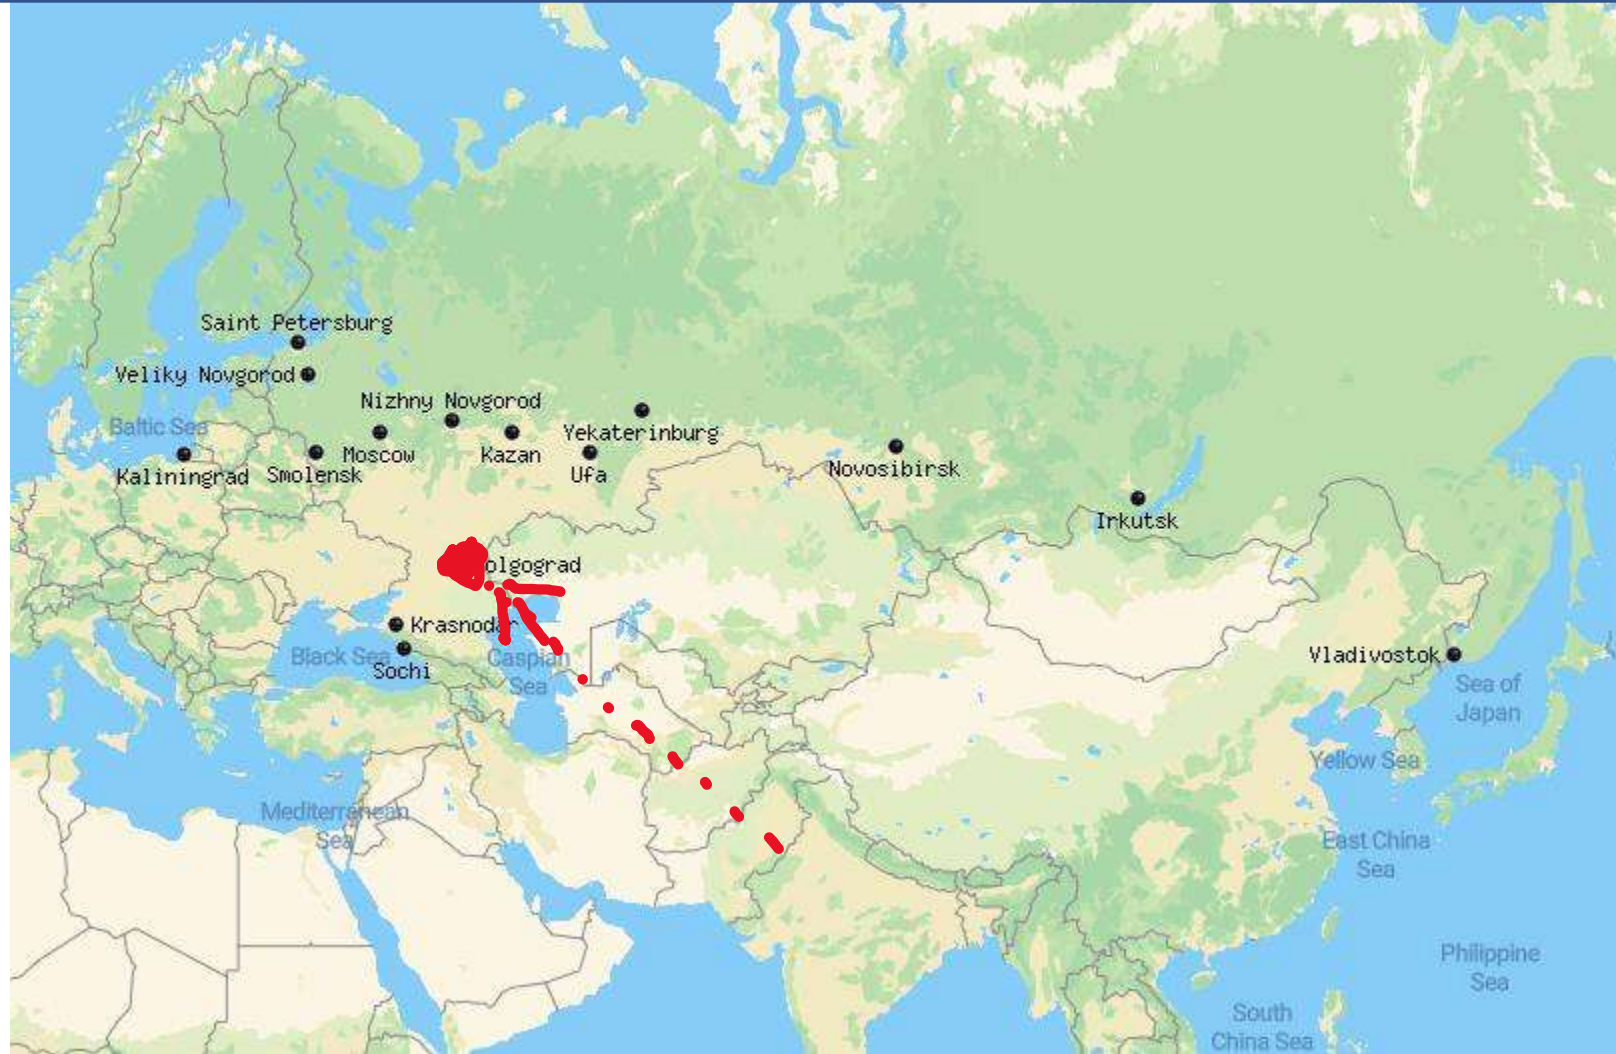 Saint Petersburg
Veliky Novgorod
Nizhny Novgorod
Baltic Sea
Yekaterinburg
Moscow
Kazan
Kaliningrad
Smolensk
Ufa
Novosibirsk
Irkutsk
olgograd
Krasnodar
Black Sea
Sochi
Caspian
Sea
Vladivostok
Sea of
Japan
Yellow Sea
Mediterranean
Sea
East China
Sea
Philippine
Sea
South
China Sea